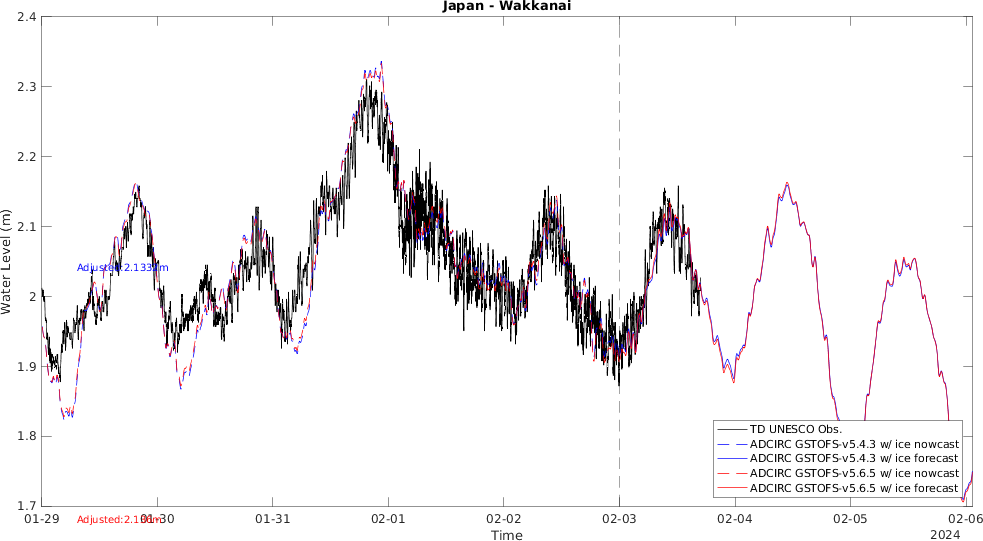 Japan - Wakkanai
Water Level (m)
2.4
2.3
2.2
2.1
2
1.9
1.8
1.7
TD UNESCO Obs.
ADCIRC GSTOFS-v5.4.3 w/ ice nowcast
ADCIRC GSTOFS-v5.4.3 w/ ice forecast
ADCIRC GSTOFS-v5.6.5 w/ ice nowcast
ADCIRC GSTOFS-v5.6.5 w/ ice forecast
01-29
01-30
01-31
02-01
02-02
02-03
02-04
02-05
02-06
Time
2024